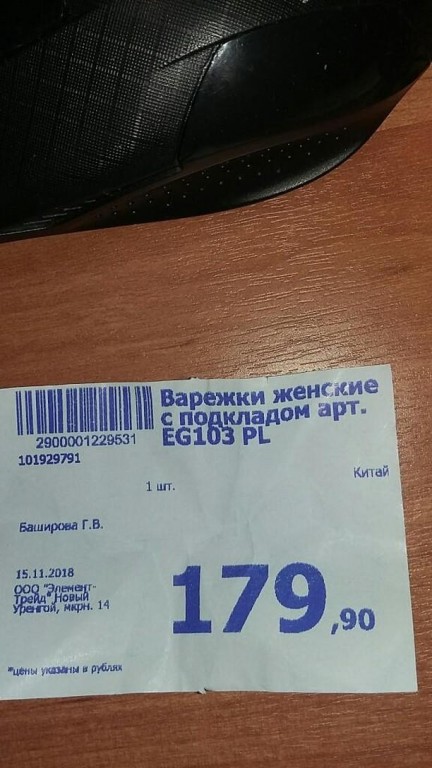 Варежки женские
с подкладом арт.
EG103 PL
2900001229531
101929791
1 шт.
Китай
Баширова Г.В.
15.11.2018
ООО "Элемент-
Трейд" Новый
Уренгой, мкрн. 14
179,90
*цены указаны в рублях